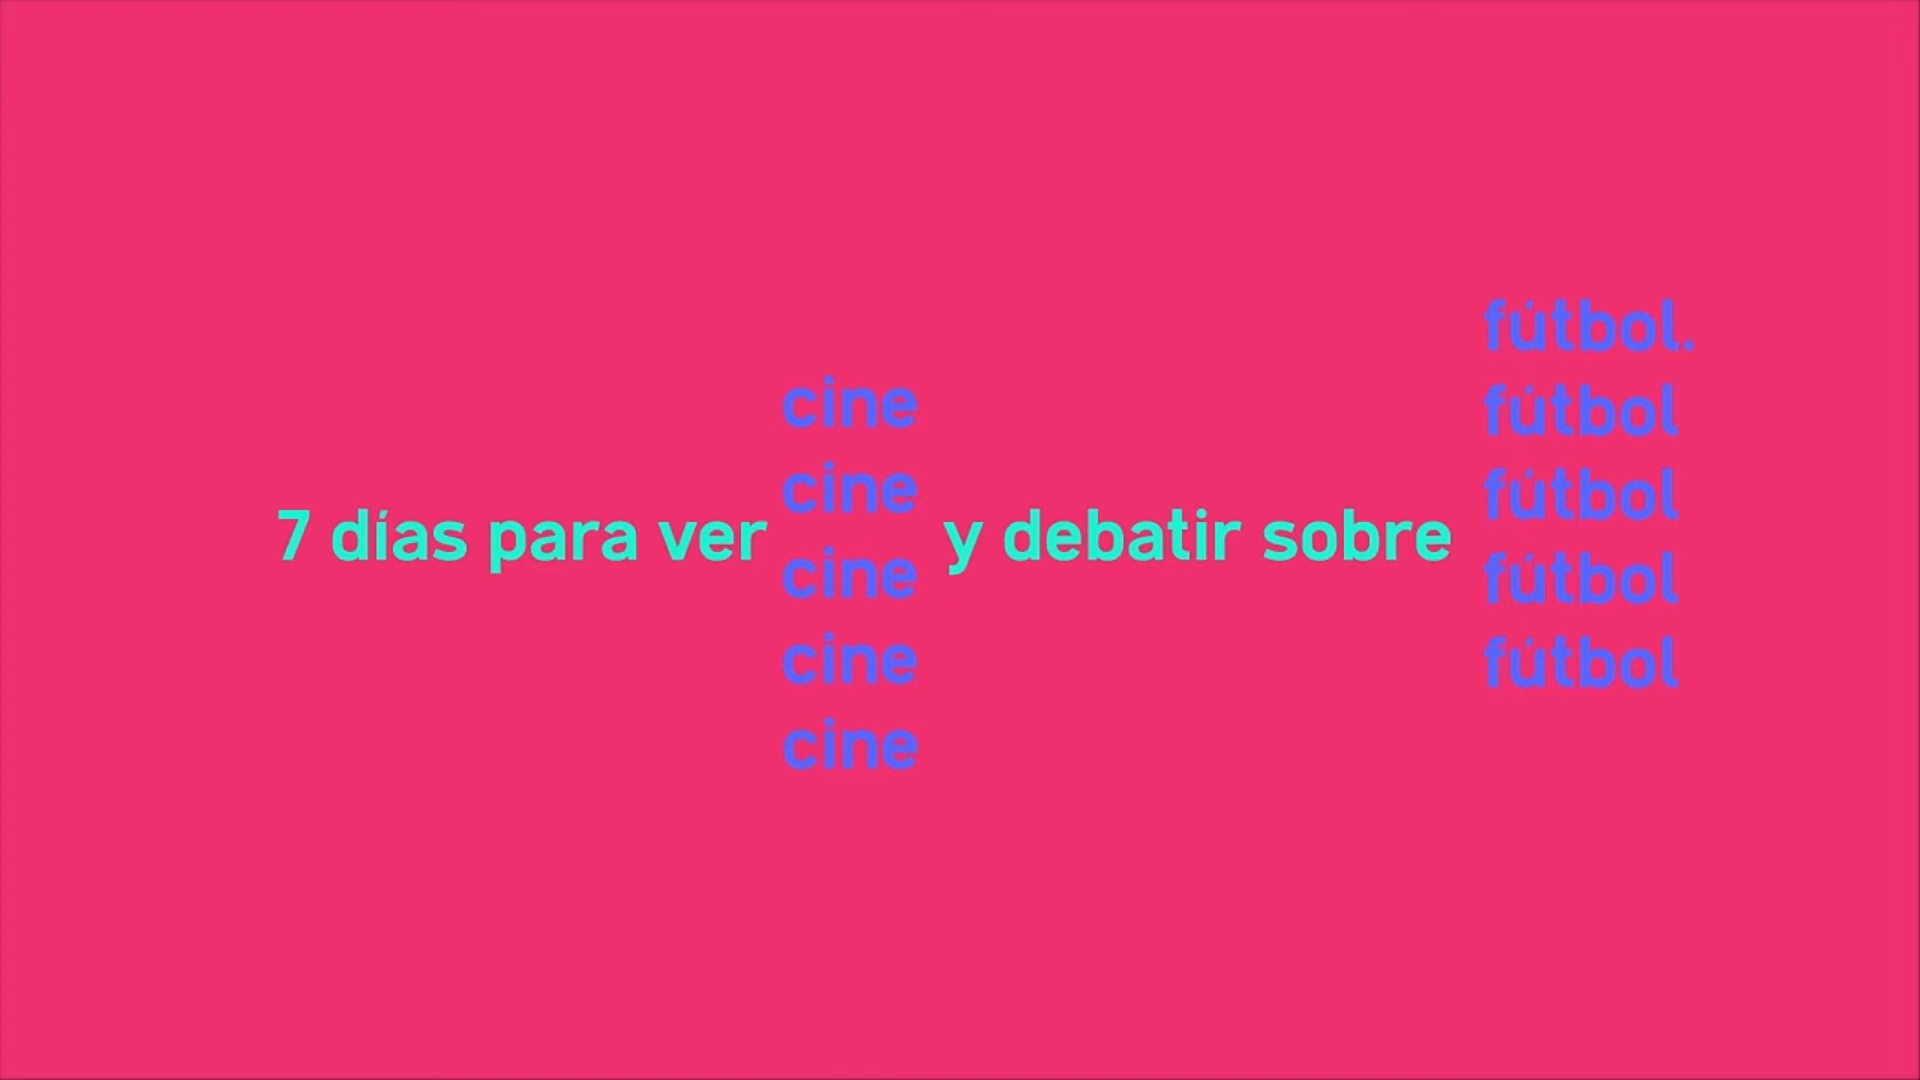 7 días para ver
cine
cine
cine
cine
cine
y debatir sobre
fútbol.
fútbol
fútbol
fútbol
fútbol